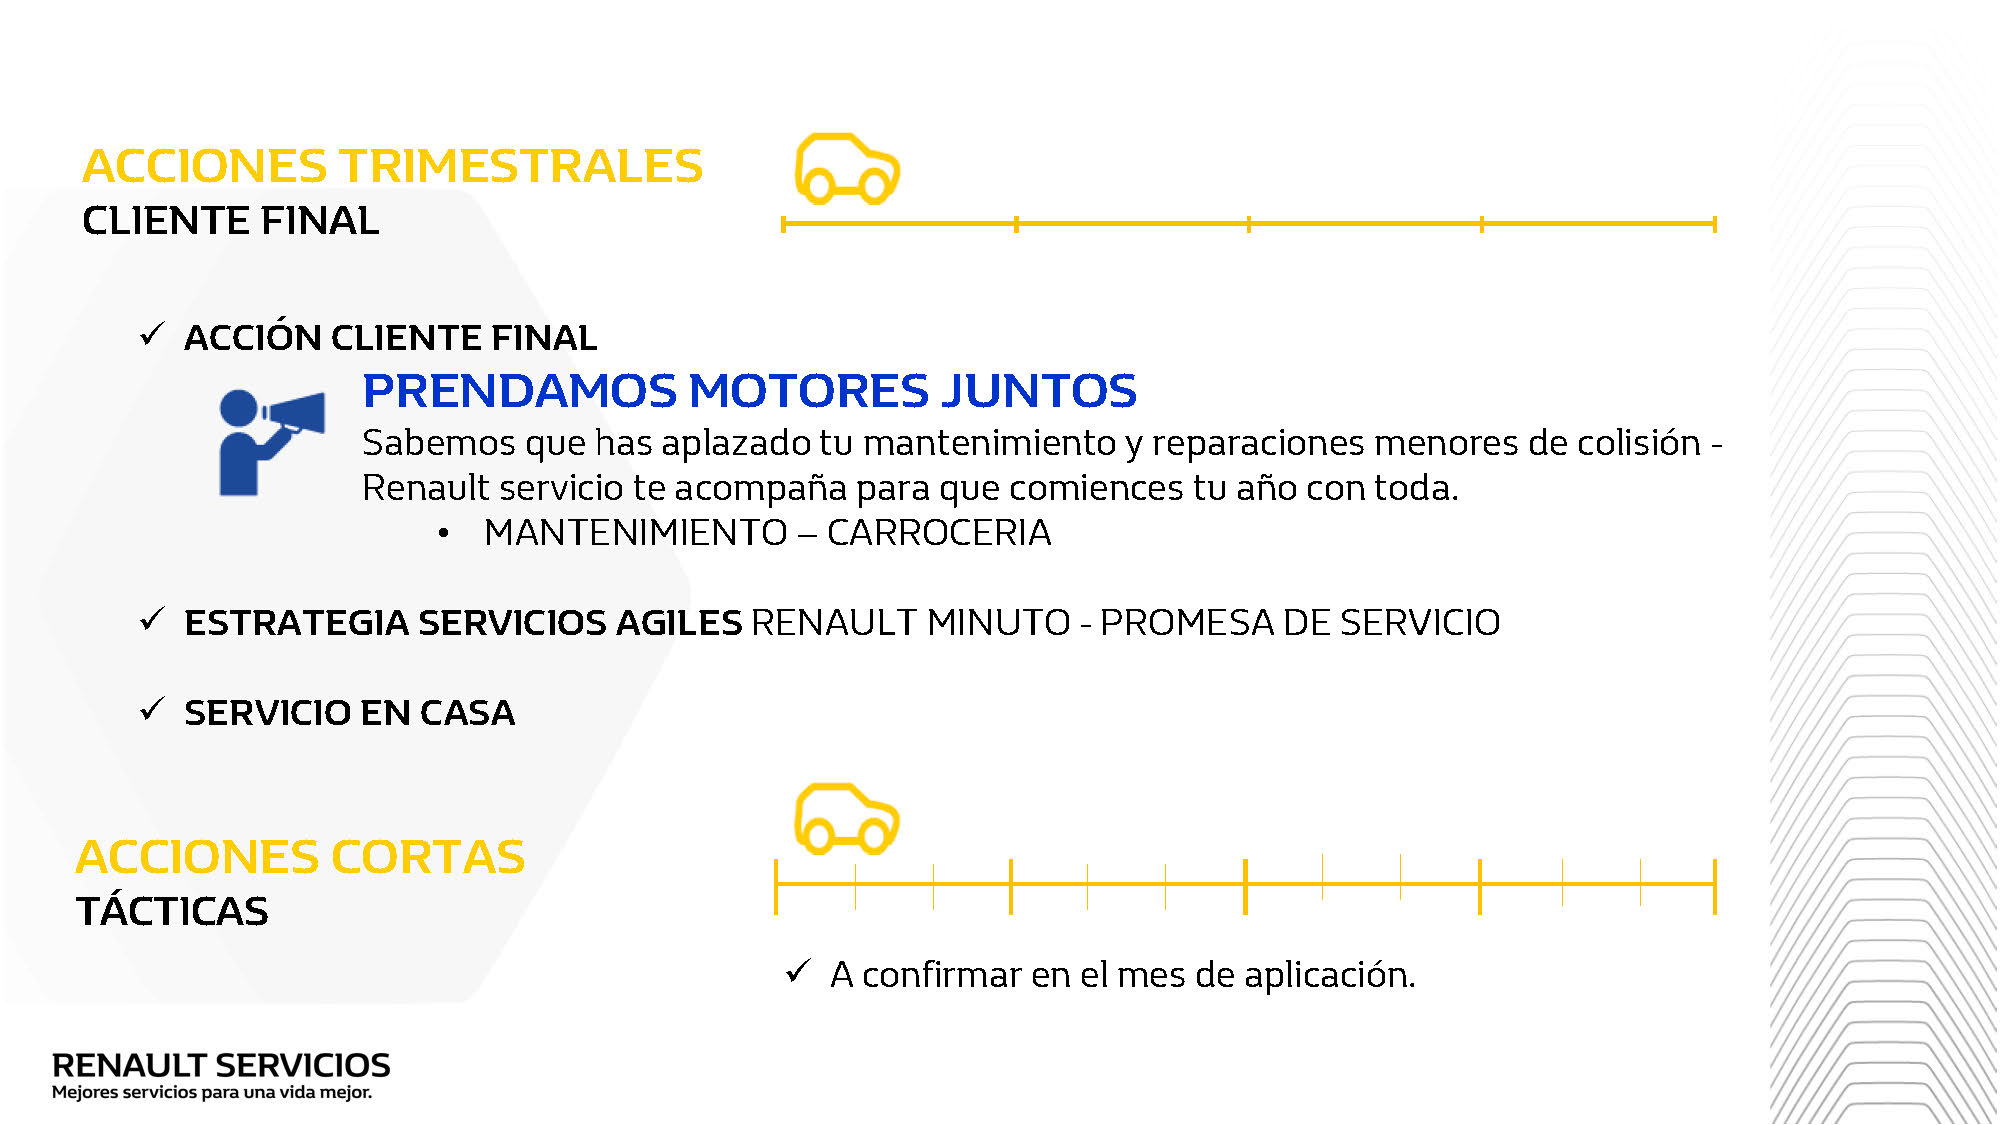 ACCIONES TRIMESTRALES
CLIENTE FINAL
✓ ACCIÓN CLIENTE FINAL
PRENDAMOS MOTORES JUNTOS
Sabemos que has aplazado tu mantenimiento y reparaciones menores de colisión -
Renault servicio te acompaña para que comiences tu año con toda.
• MANTENIMIENTO – CARROCERIA
✓ ESTRATEGIA SERVICIOS AGILES RENAULT MINUTO - PROMESA DE SERVICIO
✓ SERVICIO EN CASA
ACCIONES CORTAS
TÁCTICAS
✓ A confirmar en el mes de aplicación.
RENAULT SERVICIOS
Mejores servicios para una vida mejor.